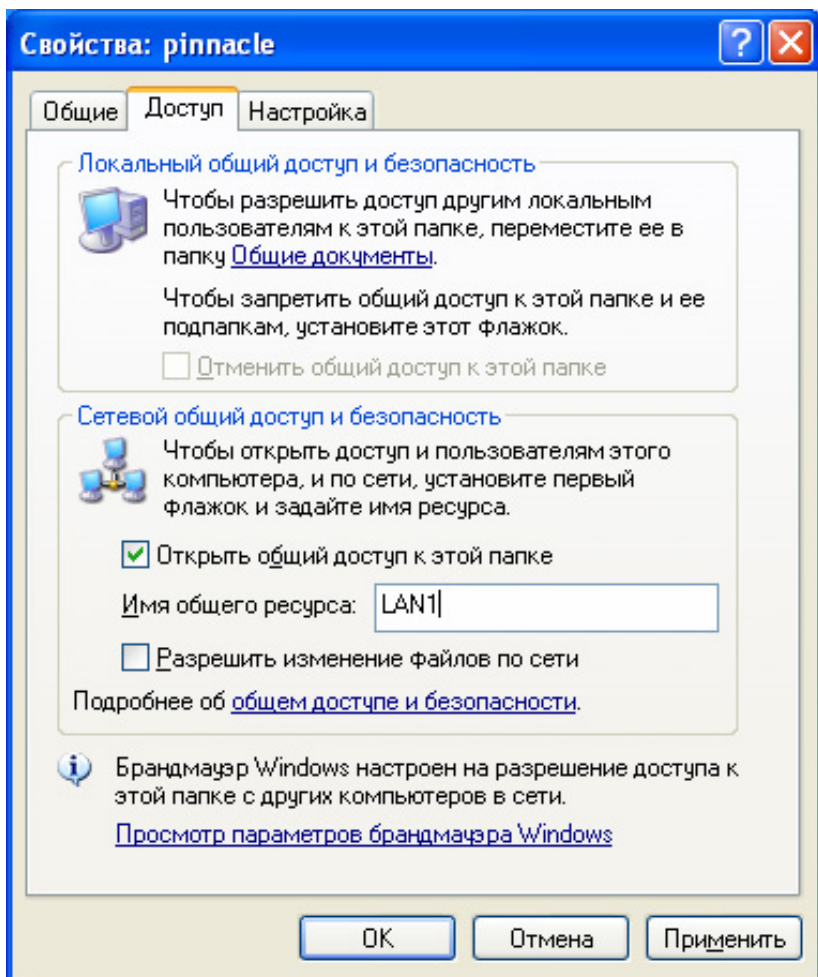 Свойства: pinnacle
Общие Доступ Настройка
Локальный общий доступ и безопасность
Чтобы разрешить доступ другим локальным
пользователям к этой папке, переместите ее в
папку Общие документы.
Чтобы запретить общий доступ к этой папке и ее
подпапкам, установите этот флажок.
Отменить общий доступ к этой папке
Сетевой общий доступ и безопасность
Чтобы открыть доступ и пользователям этого
компьютера, и по сети, установите первый
флажок и задайте имя ресурса.
Открыть общий доступ к этой папке
Имя общего ресурса: LAN1
Разрешить изменение файлов по сети
Подробнее об общем доступе и безопасности.
Брандмауэр Windows настроен на разрешение доступа к
этой папке с других компьютеров в сети.
Просмотр параметров брандмауэра Windows
OK Отмена Применить